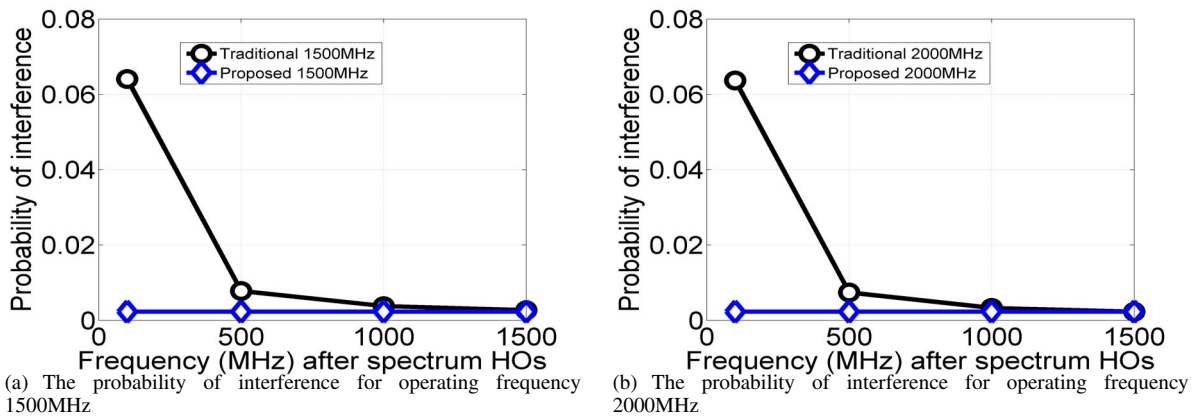 0.08
0.06
0.04
0.02
0
Probability of interference
Traditional 1500MHz
Proposed 1500MHz
0 500 1000 1500
Frequency (MHz) after spectrum HOs
(a) The probability of interference for operating frequency
1500MHz
0.08
0.06
0.04
0.02
0
Probability of interference
Traditional 2000MHz
Proposed 2000MHz
0 500 1000 1500
Frequency (MHz) after spectrum HOs
(b) The probability of interference for operating frequency
2000MHz